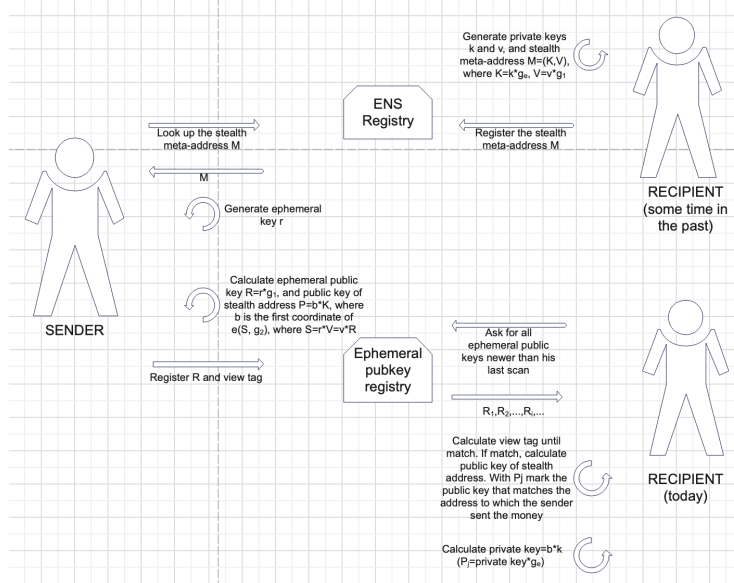 Generate private keys
k and v, and stealth
meta-address M=(K,V),
where K=k*gₑ, V=v*g₁
ENS
Registry
Look up the stealth
meta-address M
Register the stealth
meta-address M
M
RECIPIENT
(some time in
the past)
Generate ephemeral
key r
Calculate ephemeral public
key R=r*g₁, and public key of
stealth address P=b*K, where
b is the first coordinate of
e(S, g₂), where S=r*V=v*R
SENDER
Ask for all
ephemeral public
keys newer than his
last scan
Ephemeral
pubkey
registry
Register R and view tag
R₁,R₂,...,Rᵢ,...
Calculate view tag until
match. If match, calculate
public key of stealth
address. With Pj mark the
public key that matches the
address to which the sender
sent the money
RECIPIENT
(today)
Calculate private key=b*k
(Pⱼ=private key*gₑ)